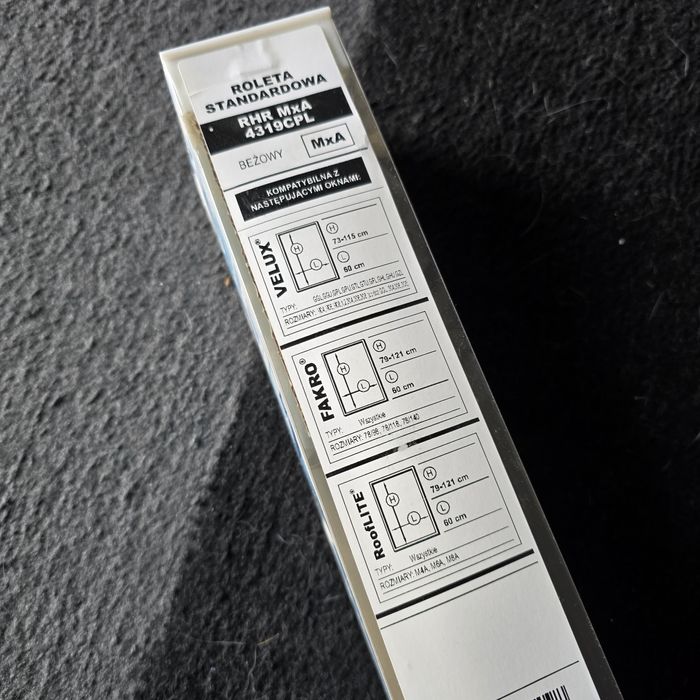 ROLETA
STANDARDOWA
RHR MxA
4319CPL
BEŻOWY MxA
KOMPATYBILNA Z
NASTĘPUJĄCYMI OKNAMI:
VELUX®
H
73-115 cm
L
60 cm
H
L
TYPY:
ROZMIARY:
FAKRO®
H
79-121 cm
L
60 cm
H
L
TYPY: Wszystkie
ROZMIARY: 78/98, 78/118, 78/140
RoofLITE®
H
79-121 cm
L
60 cm
H
L
TYPY: Wszystkie
ROZMIARY: M4A, M6A, M8A